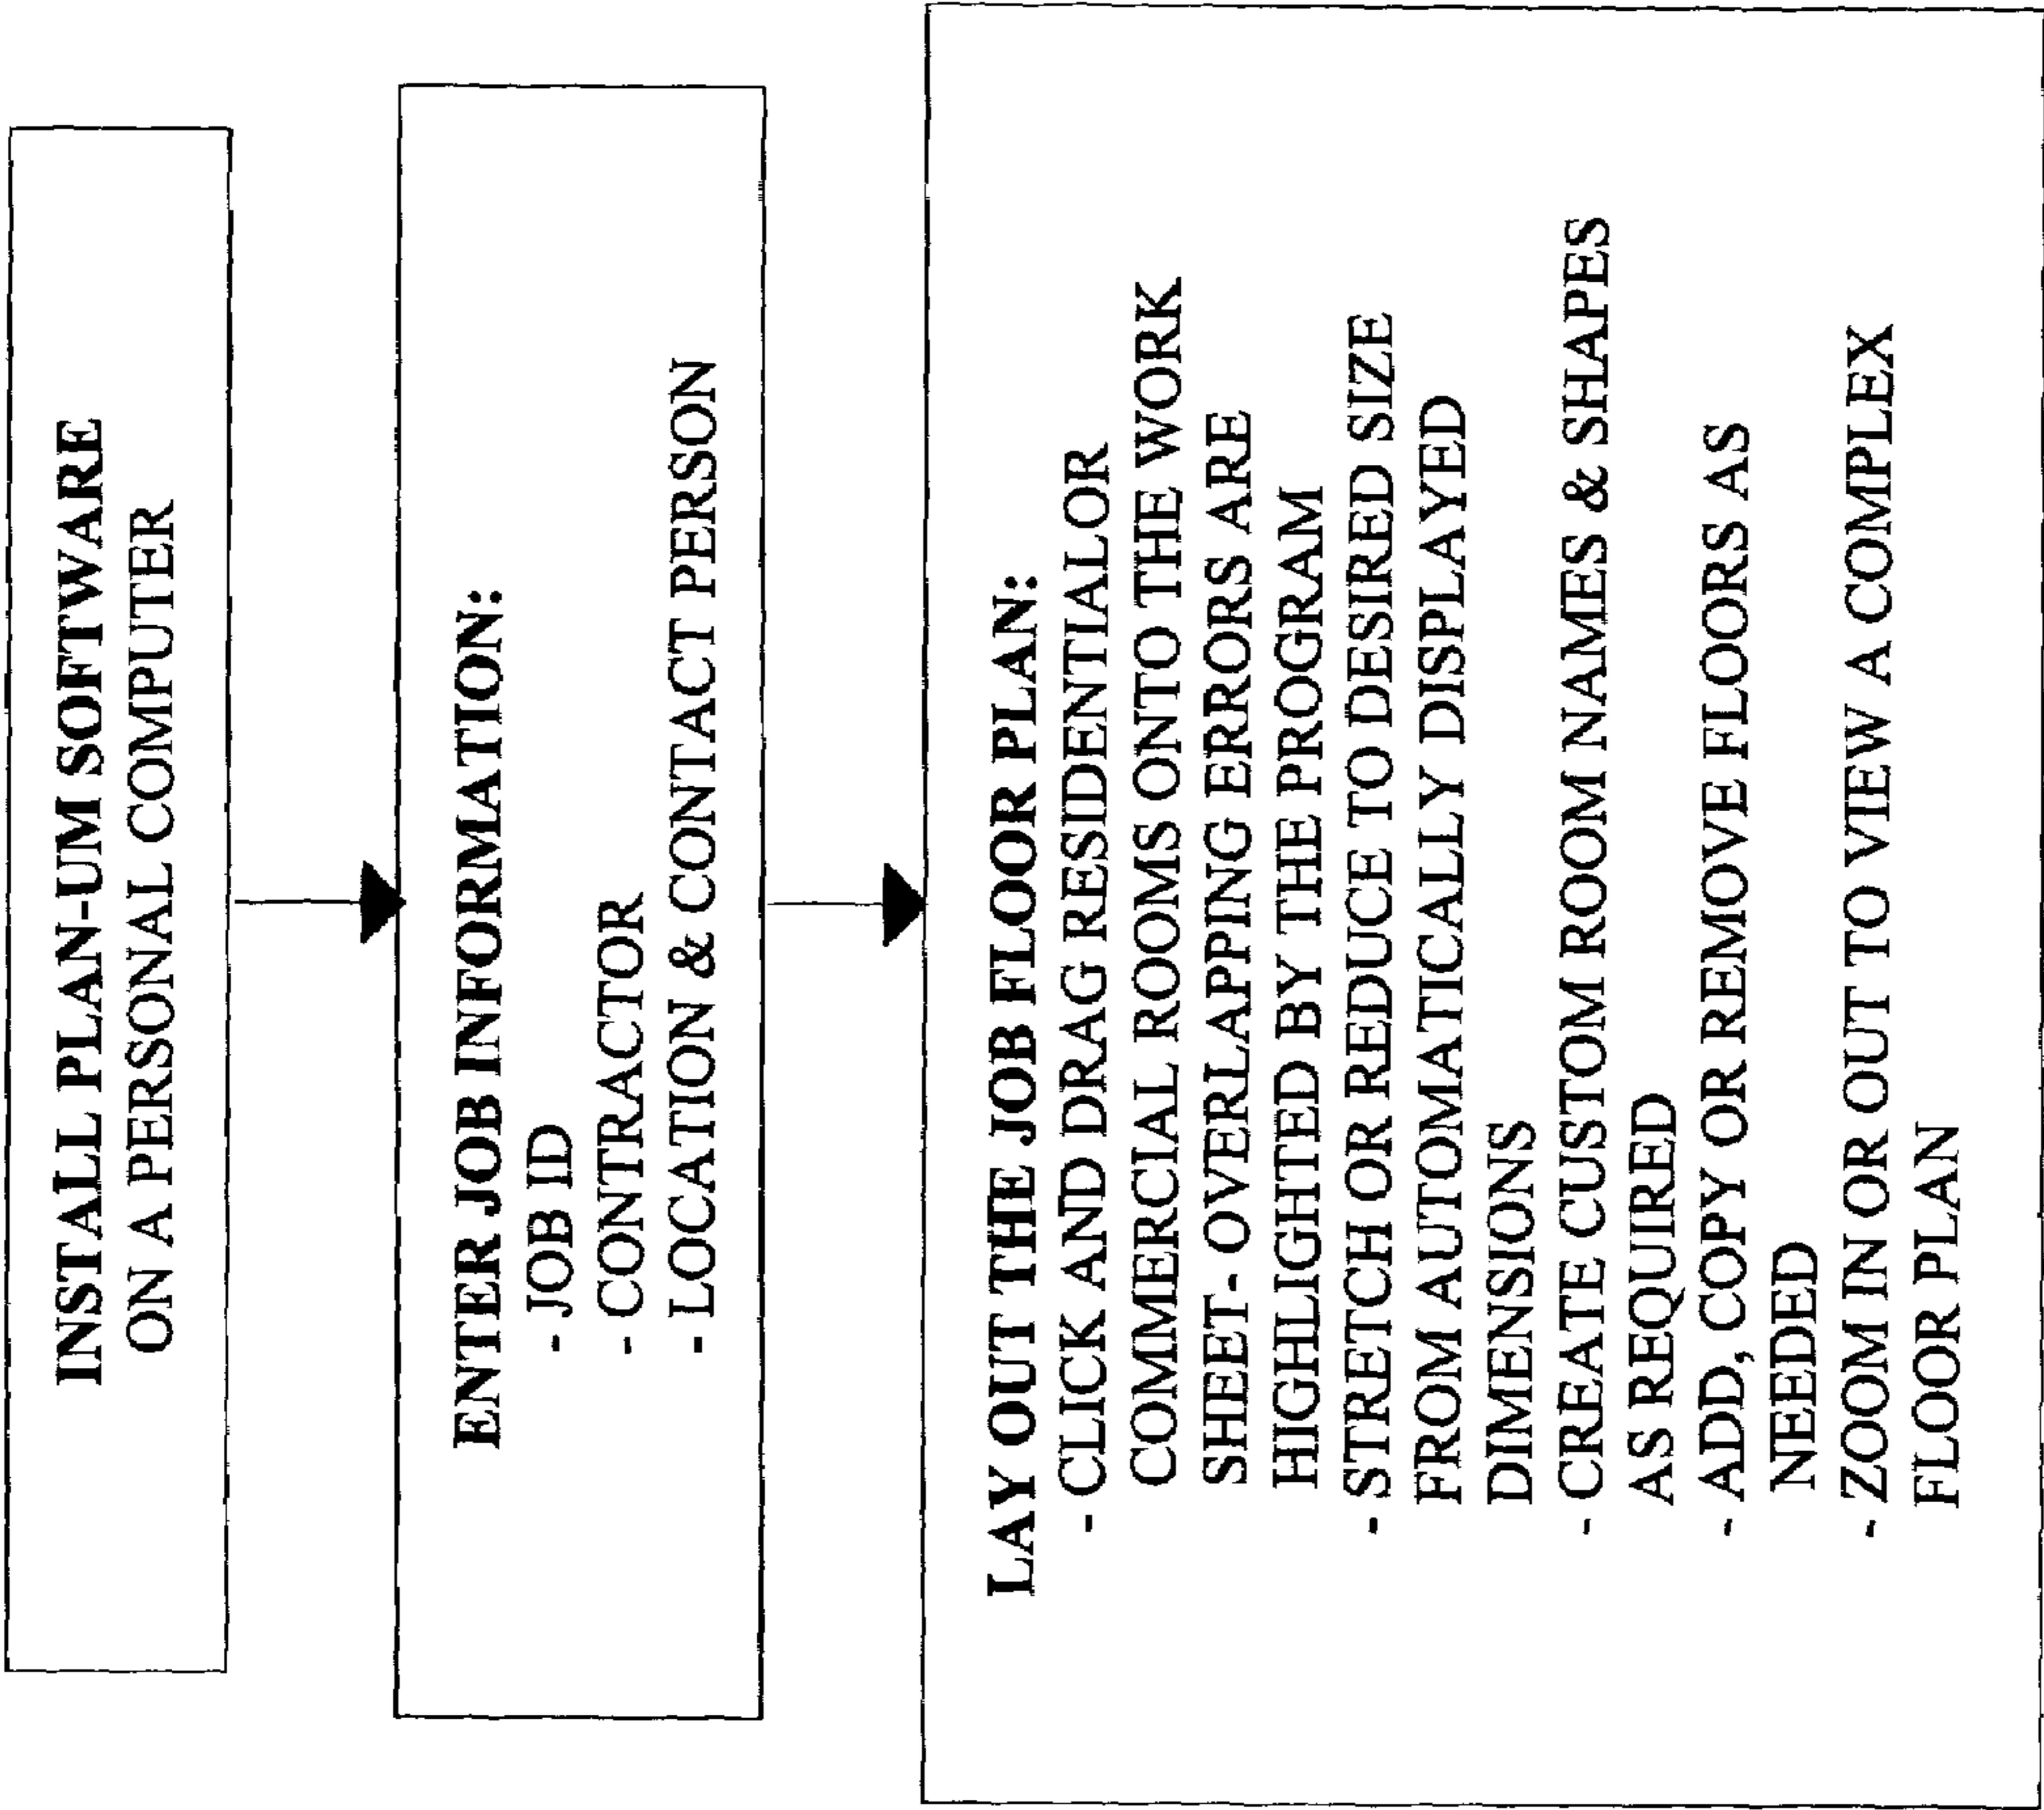 INSTALL PLAN-UM SOFTWARE
ON A PERSONAL COMPUTER
ENTER JOB INFORMATION:
- JOB ID
- CONTRACTOR
- LOCATION & CONTACT PERSON
LAY OUT THE JOB FLOOR PLAN:
- CLICK AND DRAG RESIDENTIALOR
COMMERCIAL ROOMS ONTO THE WORK
SHEET- OVERLAPPING ERRORS ARE
HIGHLIGHTED BY THE PROGRAM
- STRETCH OR REDUCE TO DESIRED SIZE
FROM AUTOMATICALLY DISPLAYED
DIMENSIONS
- CREATE CUSTOM ROOM NAMES & SHAPES
AS REQUIRED
- ADD, COPY OR REMOVE FLOORS AS
NEEDED
- ZOOM IN OR OUT TO VIEW A COMPLEX
FLOOR PLAN